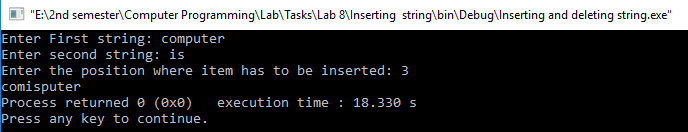 "E:\2nd semester\Computer Programming\Lab\Tasks\Lab 8\Inserting  string\bin\Debug\Inserting and deleting string.exe"
Enter First string: computer
Enter second string: is
Enter the position where item has to be inserted: 3
comisputer
Process returned 0 (0x0)   execution time : 18.330 s
Press any key to continue.